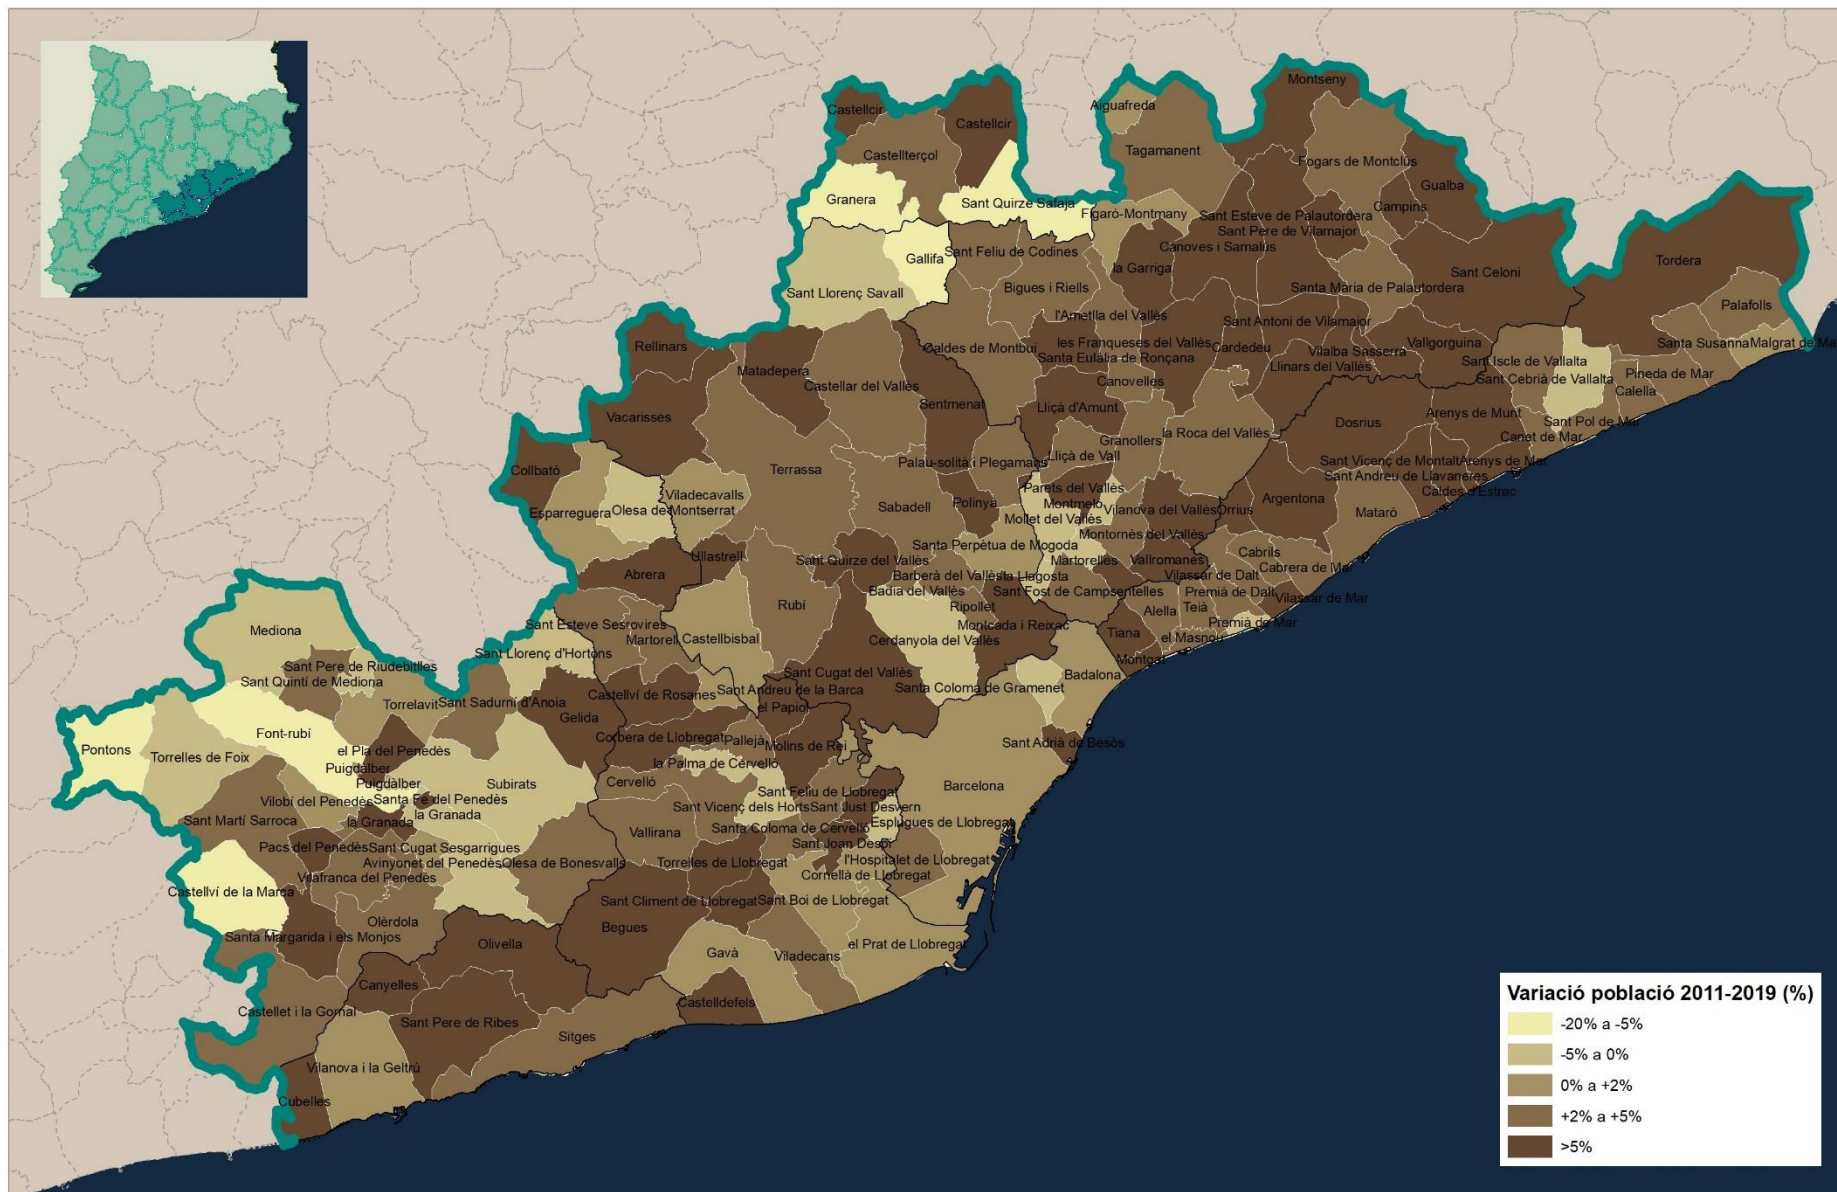 Montseny
Castellcir
Aiguafreda
Castellcir
Tagamanent
Castellterçol
Fogars de Montclús
Gualba
Granera
Sant Quirze Safaja
Campins
Figaró-Montmany
Sant Esteve de Palautordera
Sant Pere de Vilamajor
Cànoves i Samalús
Sant Feliu de Codines
Gallifa
Tordera
la Garriga
Sant Celoni
Bigues i Riells
Santa Maria de Palautordera
Sant Llorenç Savall
Palafolls
l'Ametlla del Vallès
Sant Antoni de Vilamajor
les Franqueses del Vallès
Vallgorguina
Santa Susanna
Malgrat de Ma
Rellinars
Caldes de Montbui
Cardedeu
Vilalba Sasserra
Santa Eulàlia de Ronçana
Sant Iscle de Vallalta
Llinars del Vallès
Matadepera
Pineda de Mar
Canovelles
Sant Cebrià de Vallalta
Castellar del Vallès
Calella
Sentmenat
Lliçà d'Amunt
Arenys de Munt
Vacarisses
Dosrius
Sant Pol de Mar
la Roca del Vallès
Canet de Mar
Granollers
Lliçà de Vall
Sant Vicenç de Montalt
Arenys de Mar
Palau-solità i Plegamans
Collbató
Terrassa
Sant Andreu de Llavaneres
Parets del Vallès
Caldes d'Estrac
Viladecavalls
Argentona
Polinyà
Montmeló
Sabadell
Vilanova del Vallès
Òrrius
Olesa de Montserrat
Esparreguera
Mataró
Mollet del Vallès
Montornès del Vallès
Santa Perpètua de Mogoda
Cabrils
Ullastrell
Sant Quirze del Vallès
Martorelles
Vallromanes
Cabrera de Mar
Abrera
Barberà del Vallès
la Llagosta
Vilassar de Dalt
Badia del Vallès
Sant Fost de Campsentelles
Premià de Dalt
Vilassar de Mar
Rubí
Ripollet
Alella
Teià
Sant Esteve Sesrovires
Montcada i Reixac
Premià de Mar
Mediona
Martorell
Castellbisbal
Cerdanyola del Vallès
Tiana
el Masnou
Sant Llorenç d'Hortons
Montgat
Sant Pere de Riudebitlles
Sant Cugat del Vallès
Badalona
Sant Quintí de Mediona
Santa Coloma de Gramenet
Castellví de Rosanes
Sant Andreu de la Barca
Torrelavit
Sant Sadurní d'Anoia
el Papiol
Gelida
Font-rubí
Corbera de Llobregat
Pallejà
Molins de Rei
Sant Adrià de Besòs
Pontons
el Pla del Penedès
Torrelles de Foix
la Palma de Cervelló
Puigdàlber
Puigdàlber
Subirats
Cervelló
Barcelona
Sant Feliu de Llobregat
Vilobí del Penedès
Santa Fe del Penedès
Sant Vicenç dels Horts
Sant Just Desvern
la Granada
Sant Martí Sarroca
la Granada
Esplugues de Llobregat
Vallirana
Santa Coloma de Cervelló
Sant Joan Despí
Pacs del Penedès
Sant Cugat Sesgarrigues
Avinyonet del Penedès
Olesa de Bonesvalls
Torrelles de Llobregat
l'Hospitalet de Llobregat
Vilafranca del Penedès
Cornellà de Llobregat
Castellví de la Marca
Sant Climent de Llobregat
Sant Boi de Llobregat
Olèrdola
Begues
Santa Margarida i els Monjos
Olivella
el Prat de Llobregat
Gavà
Viladecans
Canyelles
Castelldefels
Castellet i la Gornal
Sant Pere de Ribes
Sitges
Vilanova i la Geltrú
Cubelles
Variació població 2011-2019 (%)
-20% a -5%
-5% a 0%
0% a +2%
+2% a +5%
>5%